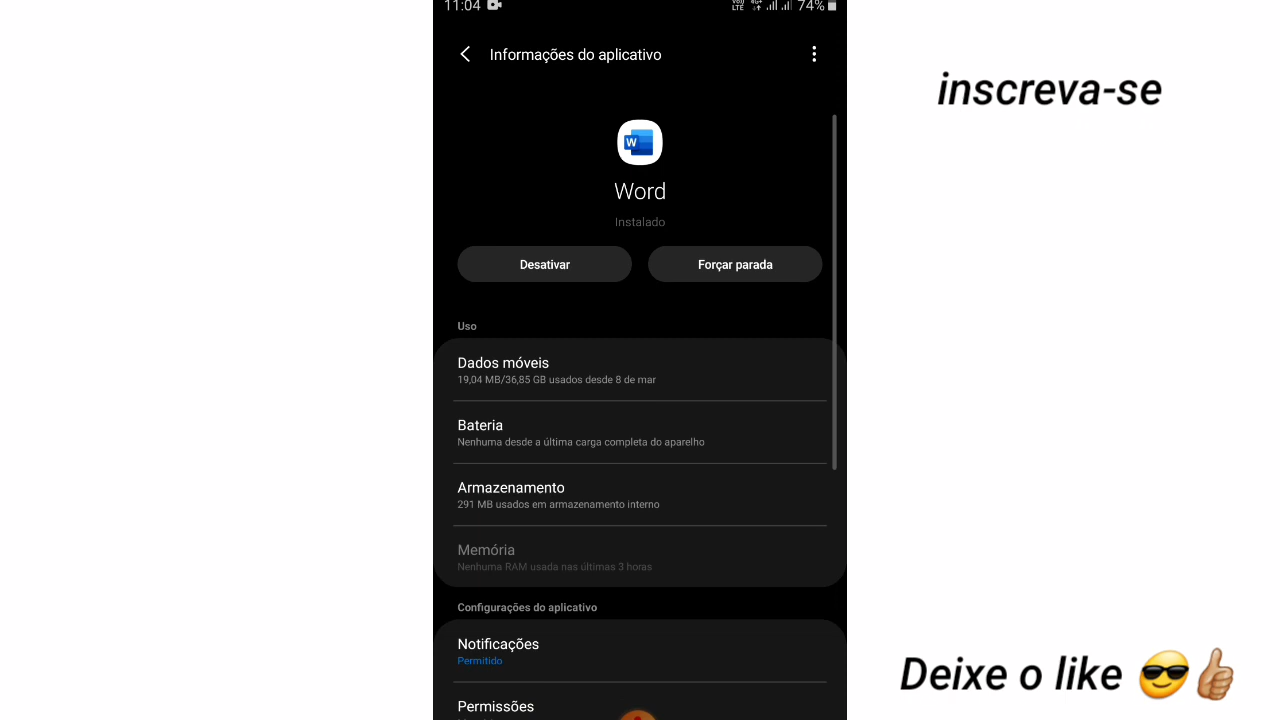 11:04
VoLTE 4G+ 74%
Informações do aplicativo
inscreva-se
W
Word
Instalado
Desativar
Forçar parada
Uso
Dados móveis
19,04 MB/36,85 GB usados desde 8 de mar
Bateria
Nenhuma desde a última carga completa do aparelho
Armazenamento
291 MB usados em armazenamento interno
Memória
Nenhuma RAM usada nas últimas 3 horas
Configurações do aplicativo
Notificações
Permitido
Deixe o like 😎👍
Permissões